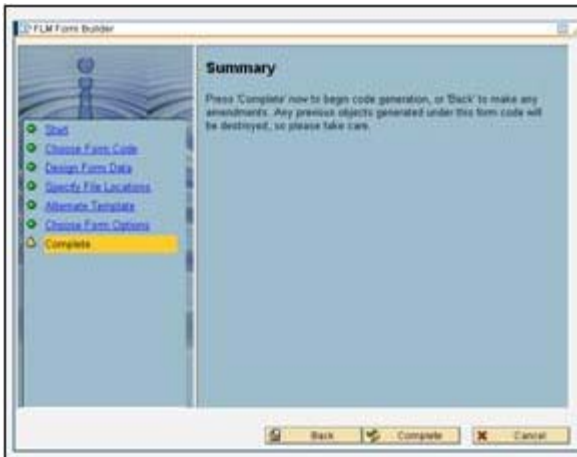 FLM Form Builder
Summary
Press 'Complete' now to begin code generation, or 'Back' to make any
amendments. Any previous objects generated under this form code will
be destroyed, so please take care.
Start
Choose Form Code
Design Form Data
Specify File Locations
Alternate Template
Choose Form Options
Complete
Back
Complete
Cancel